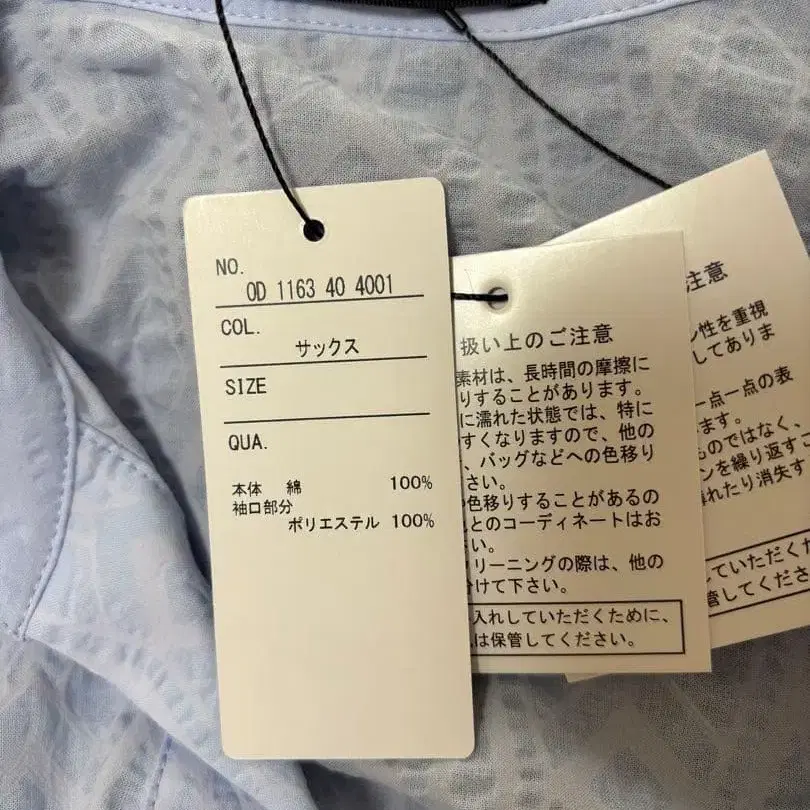 NO.
OD 1163 40 4001
COL.
サックス
SIZE
QUA.
本体 綿 100%
袖口部分
ポリエステル 100%
扱い上のご注意
素材は、長時間の摩擦に
りすることがあります。
に濡れた状態では、特に
すくなりますので、他の
、バッグなどへの色移り
さい。
色移りすることがあるの
とのコーディネートはお
い。
リーニングの際は、他の
けて下さい。
入れしていただくために、
は保管してください。
注意
性を重視
してありま
一点一点の表
ます。
ものではなく、
ンを繰り返すこ
れたり消失す
していただくた
管してくださ